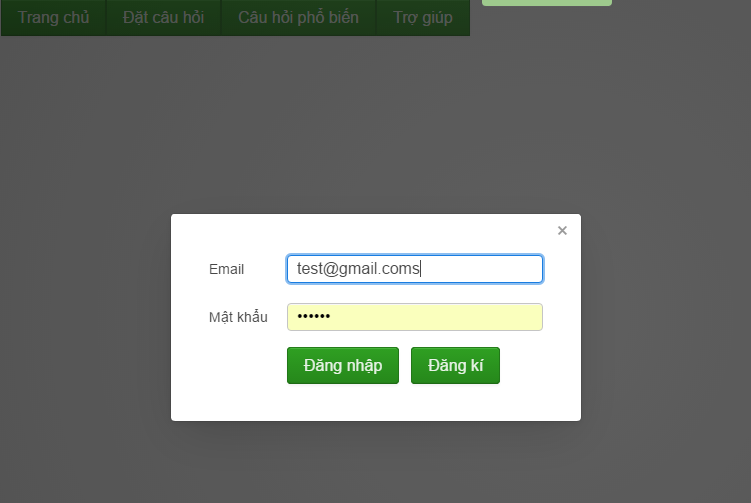 Trang chủ Đặt câu hỏi Câu hỏi phổ biến Trợ giúp
×
Email test@gmail.coms
Mật khẩu ••••••
Đăng nhập Đăng kí